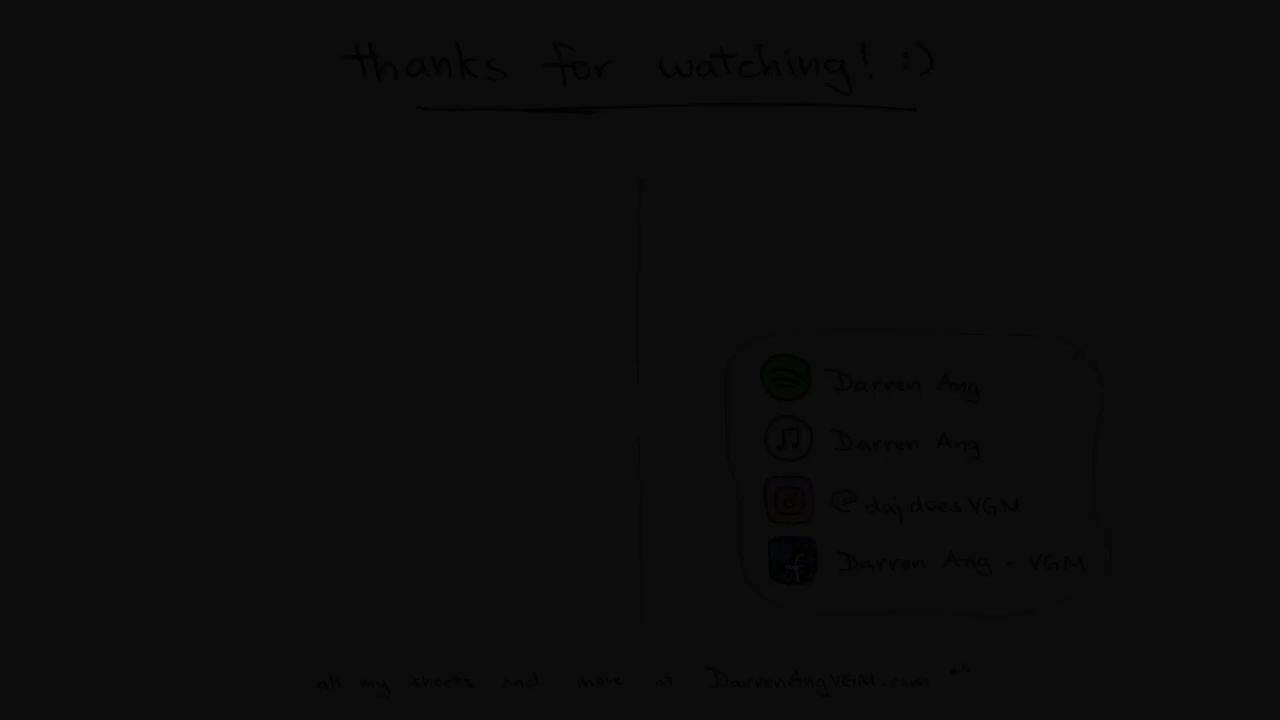 thanks for watching! :)
Darren Ang
Darren Ang
@dajdoesVGM
Darren Ang - VGM
all my sheets and more at DarrenAngVGM.com